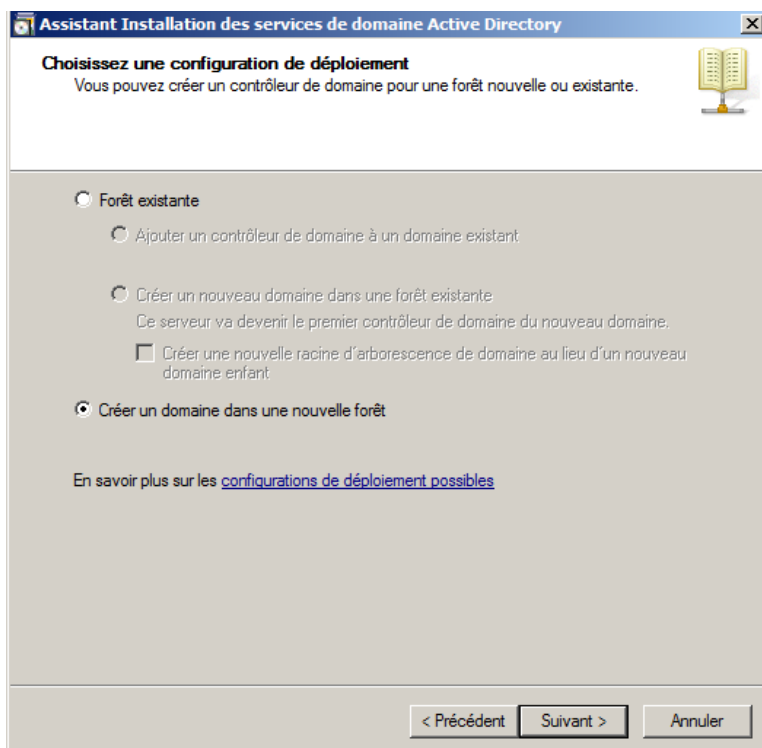 Assistant Installation des services de domaine Active Directory
Choisissez une configuration de déploiement
Vous pouvez créer un contrôleur de domaine pour une forêt nouvelle ou existante.
Forêt existante
Ajouter un contrôleur de domaine à un domaine existant
Créer un nouveau domaine dans une forêt existante
Ce serveur va devenir le premier contrôleur de domaine du nouveau domaine.
Créer une nouvelle racine d'arborescence de domaine au lieu d'un nouveau
domaine enfant
Créer un domaine dans une nouvelle forêt
En savoir plus sur les configurations de déploiement possibles
< Précédent Suivant > Annuler